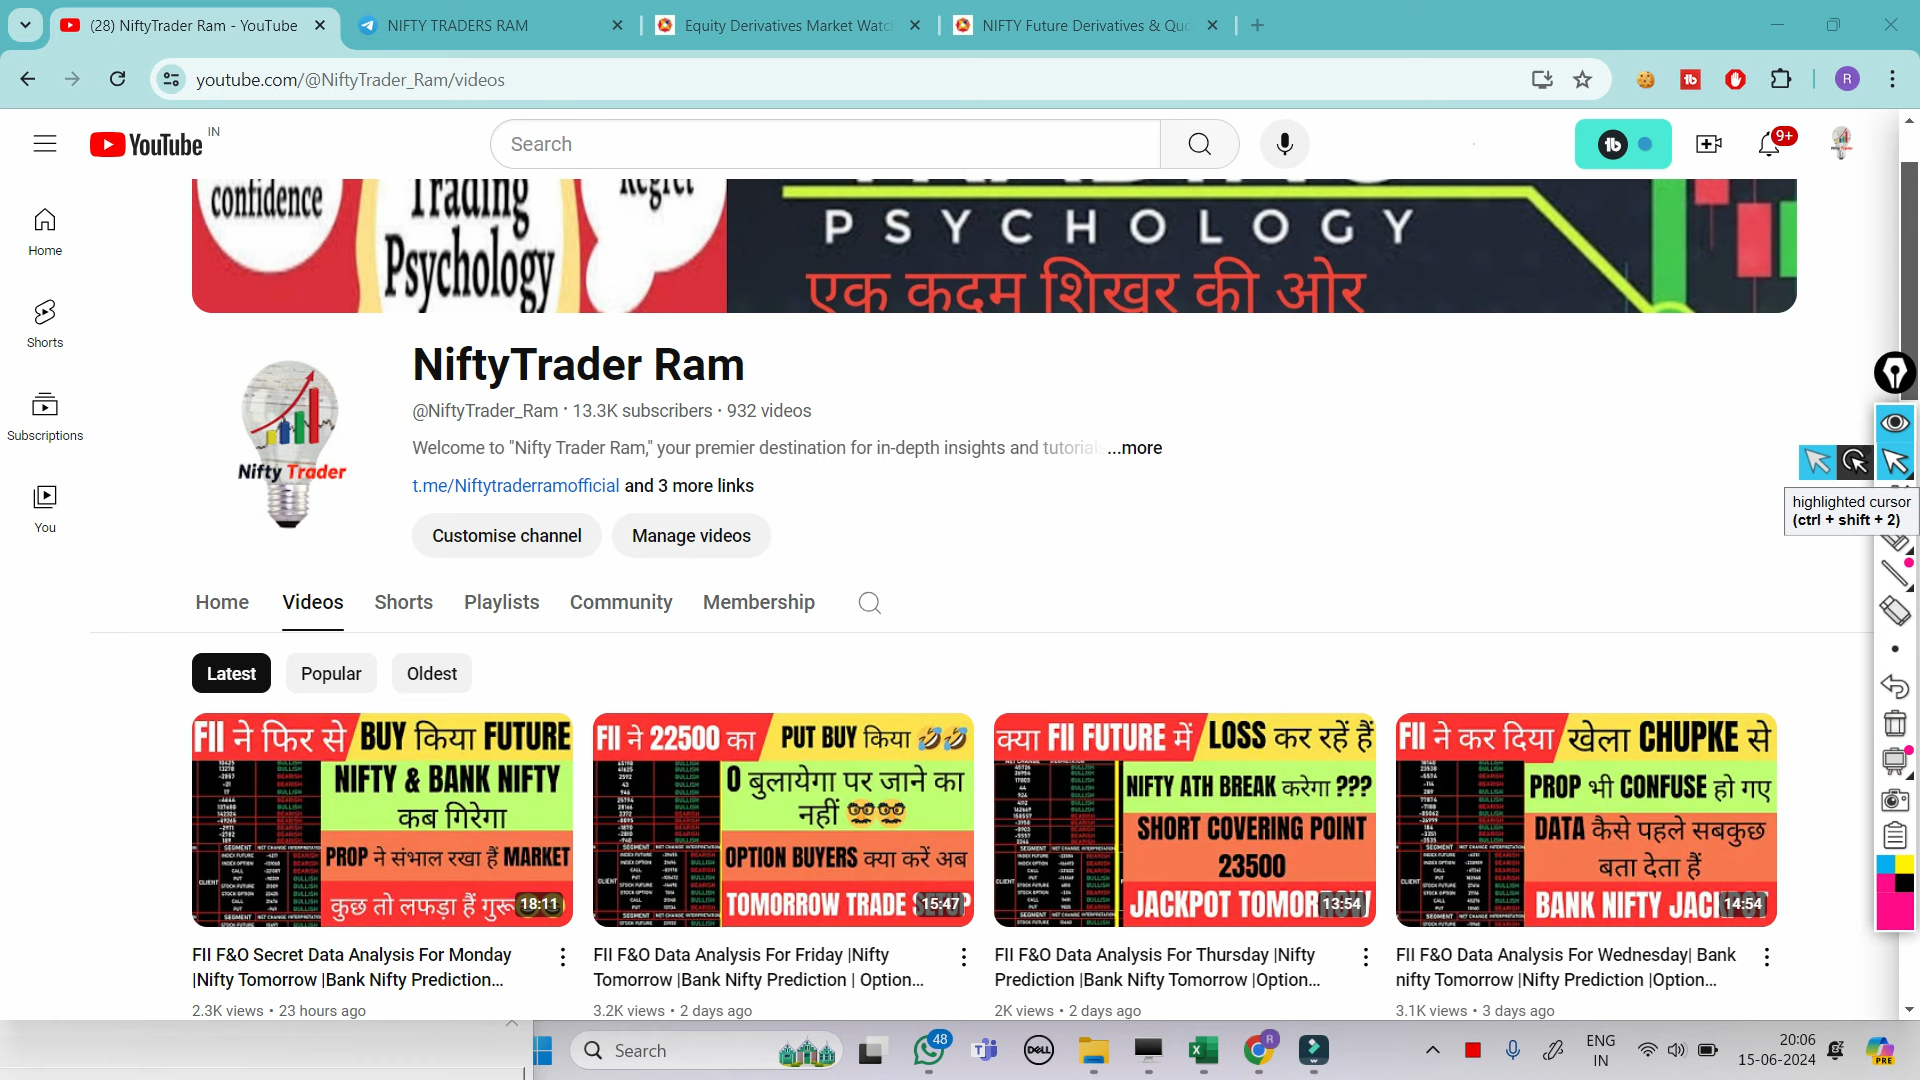 (28) NiftyTrader Ram - YouTube
NIFTY TRADERS RAM
Equity Derivatives Market Watc
NIFTY Future Derivatives & Quo
youtube.com/@NiftyTrader_Ram/videos
R
YouTube IN
Search
9+
confidence
Trading
Psychology
Regret
PSYCHOLOGY
एक कदम शिखर की ओर
Home
Shorts
Subscriptions
You
Nifty Trader
NiftyTrader Ram
@NiftyTrader_Ram · 13.3K subscribers · 932 videos
Welcome to "Nifty Trader Ram," your premier destination for in-depth insights and tutorials ...more
t.me/Niftytraderramofficial and 3 more links
Customise channel
Manage videos
highlighted cursor
(ctrl + shift + 2)
Home
Videos
Shorts
Playlists
Community
Membership
Latest
Popular
Oldest
FII ने फिर से BUY किया FUTURE
NIFTY & BANK NIFTY
कब गिरेगा
PROP ने संभाल रखा हैं MARKET
कुछ तो लफड़ा हैं गुरू
18:11
FII F&O Secret Data Analysis For Monday
|Nifty Tomorrow |Bank Nifty Prediction...
2.3K views • 23 hours ago
FII ने 22500 का PUT BUY किया 🤣🤣
0 बुलायेगा पर जाने का
नहीं 🥸🥸
OPTION BUYERS क्या करें अब
TOMORROW TRADE
15:47
FII F&O Data Analysis For Friday |Nifty
Tomorrow |Bank Nifty Prediction | Option...
3.2K views • 2 days ago
क्या FII FUTURE में LOSS कर रहें हैं
NIFTY ATH BREAK करेगा ???
SHORT COVERING POINT
23500
JACKPOT TOMOR
13:54
FII F&O Data Analysis For Thursday |Nifty
Prediction |Bank Nifty Tomorrow |Option...
2K views • 2 days ago
FII ने कर दिया खेला CHUPKE से
PROP भी CONFUSE हो गए
DATA कैसे पहले सबकुछ
बता देता हैं
BANK NIFTY JAC
14:54
FII F&O Data Analysis For Wednesday| Bank
nifty Tomorrow |Nifty Prediction |Option...
3.1K views • 3 days ago
Search
48
DELL
R
ENG
IN
20:06
15-06-2024
PRE